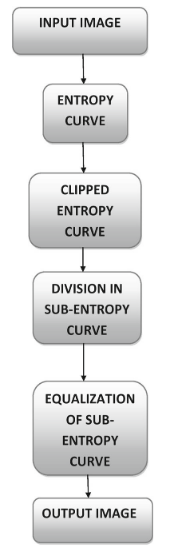 INPUT IMAGE
ENTROPY
CURVE
CLIPPED
ENTROPY
CURVE
DIVISION IN
SUB-ENTROPY
CURVE
EQUALIZATION
OF SUB-
ENTROPY
CURVE
OUTPUT IMAGE